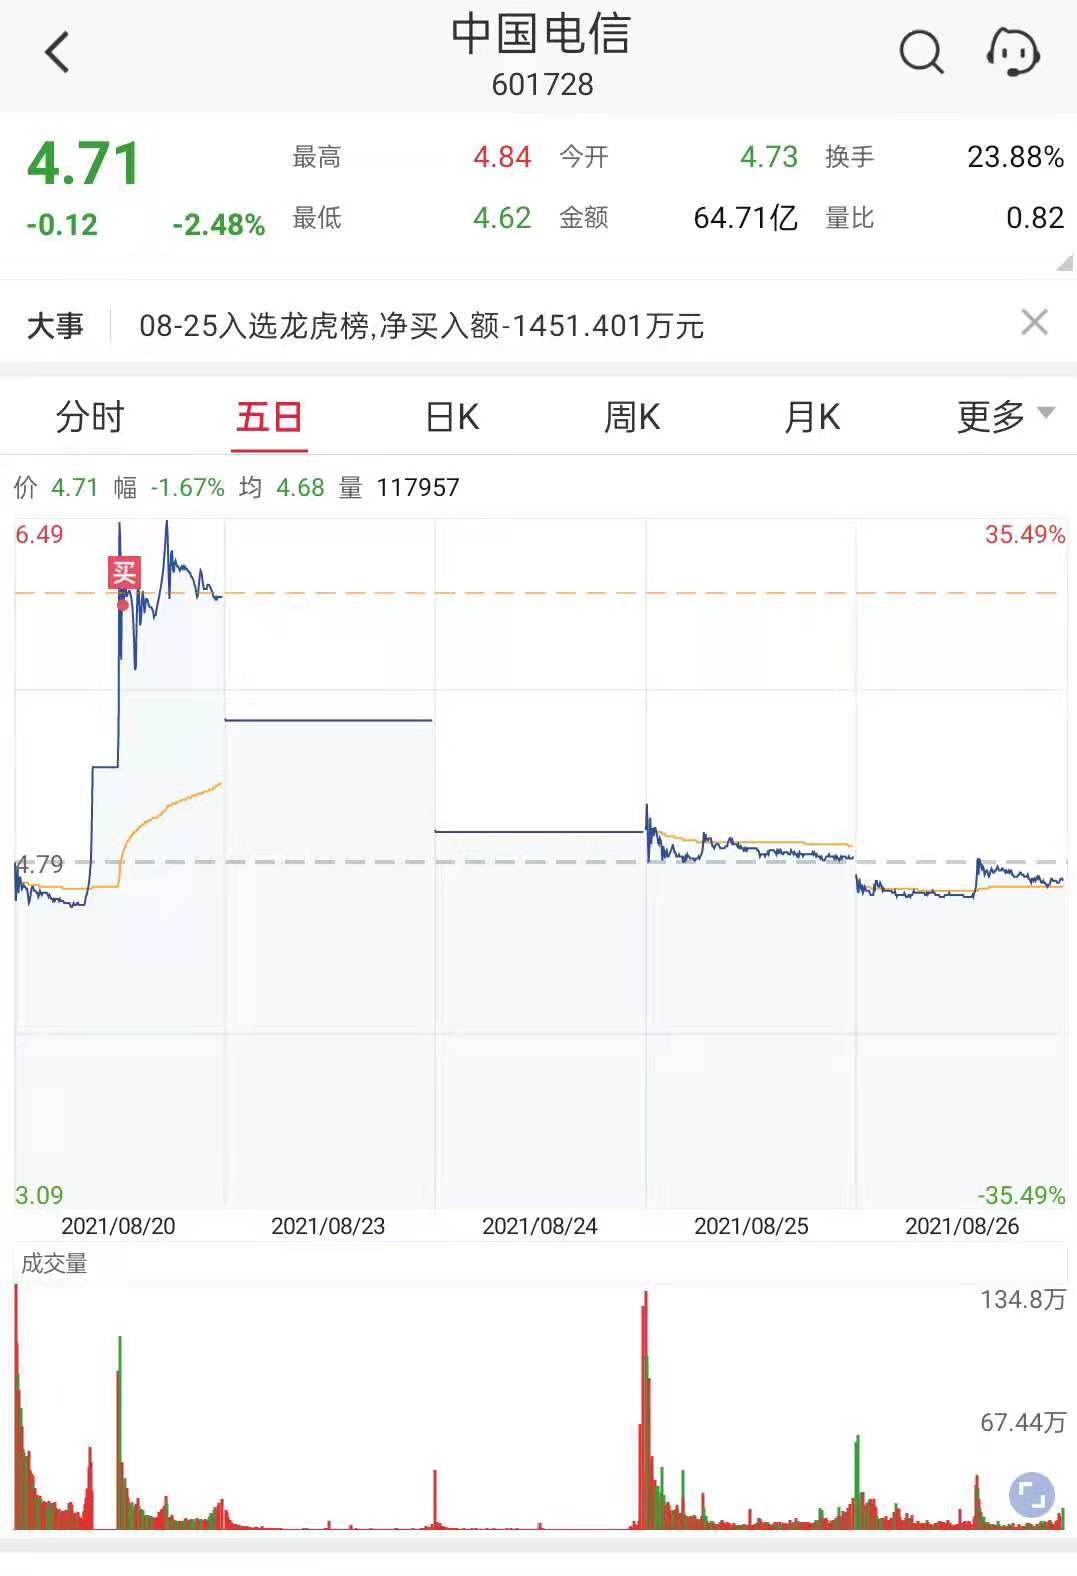 中国电信
601728
4.71 最高 4.84 今开 4.73 换手 23.88%
-0.12 -2.48% 最低 4.62 金额 64.71亿 量比 0.82
大事 08-25入选龙虎榜,净买入额-1451.401万元
分时 五日 日K 周K 月K 更多
价 4.71 幅 -1.67% 均 4.68 量 117957
6.49 35.49%
买
4.79
3.09 -35.49%
2021/08/20 2021/08/23 2021/08/24 2021/08/25 2021/08/26
成交量
134.8万
67.44万